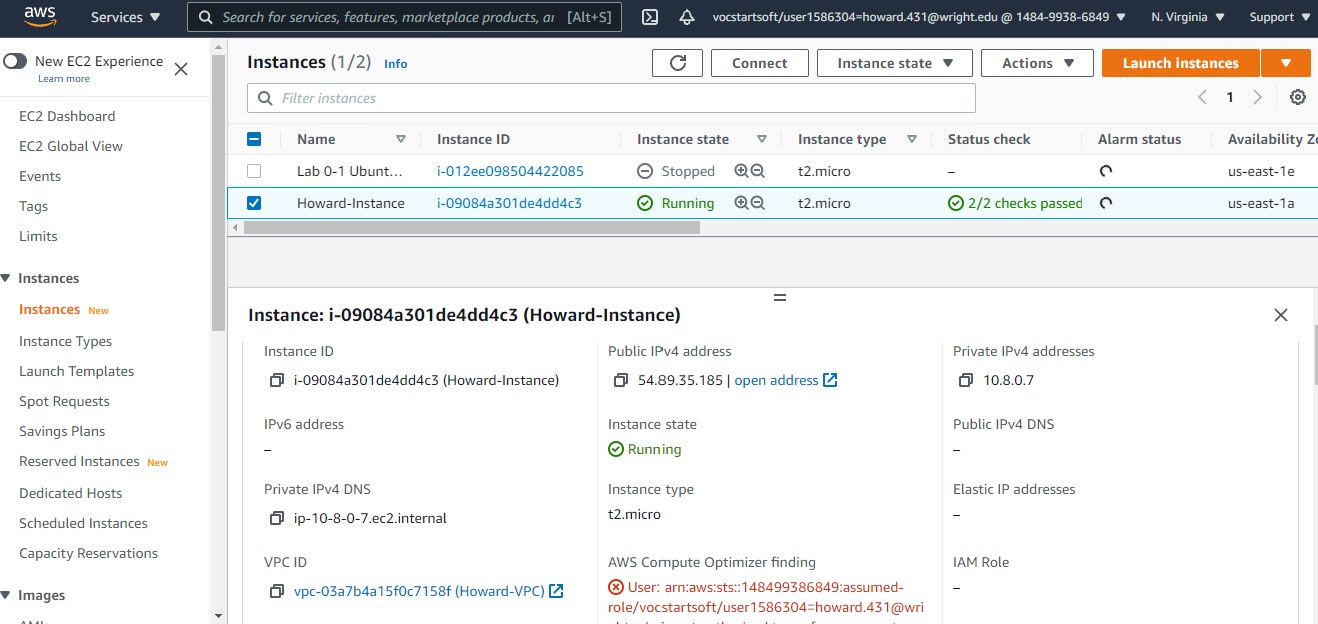 aws Services Search for services, features, marketplace products, ar [Alt+S] vocstartsoft/user1586304=howard.431@wright.edu @ 1484-9938-6849 N. Virginia Support
New EC2 Experience
Learn more
EC2 Dashboard
EC2 Global View
Events
Tags
Limits
Instances
Instances New
Instance Types
Launch Templates
Spot Requests
Savings Plans
Reserved Instances New
Dedicated Hosts
Scheduled Instances
Capacity Reservations
Images
Instances (1/2) Info Connect Instance state Actions Launch instances
Filter instances 1
Name Instance ID Instance state Instance type Status check Alarm status Availability Zo
Lab 0-1 Ubunt... i-012ee098504422085 Stopped t2.micro – us-east-1e
Howard-Instance i-09084a301de4dd4c3 Running t2.micro 2/2 checks passed us-east-1a
Instance: i-09084a301de4dd4c3 (Howard-Instance)
Instance ID Public IPv4 address Private IPv4 addresses
i-09084a301de4dd4c3 (Howard-Instance) 54.89.35.185 | open address 10.8.0.7
IPv6 address Instance state Public IPv4 DNS
– Running –
Private IPv4 DNS Instance type Elastic IP addresses
ip-10-8-0-7.ec2.internal t2.micro –
VPC ID AWS Compute Optimizer finding IAM Role
vpc-03a7b4a15f0c7158f (Howard-VPC) User: arn:aws:sts::148499386849:assumed- –
role/vocstartsoft/user1586304=howard.431@wri